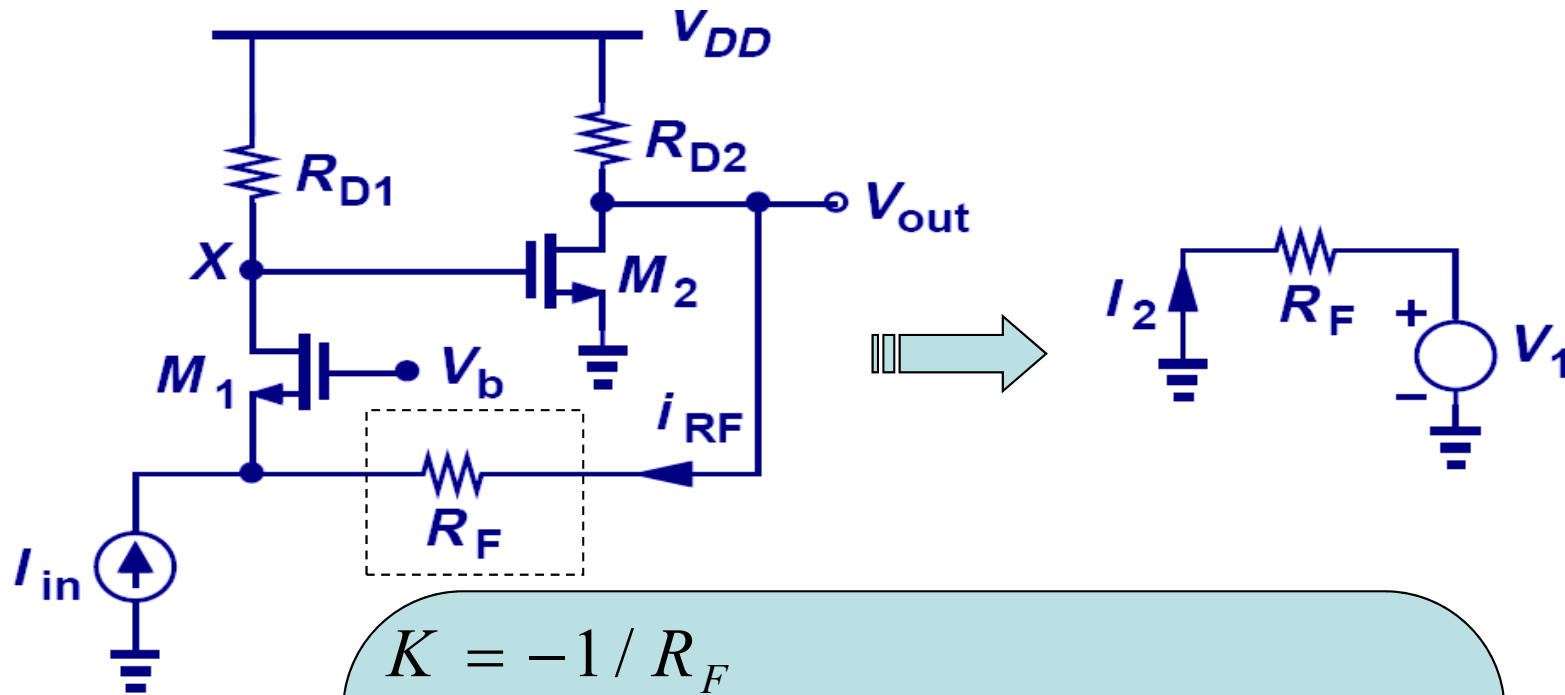 V_DD
R_D1
R_D2
V_out
X
M_2
M_1
V_b
i_RF
R_F
I_in
I_2
R_F
+
V_1
−
K = −1 / R_F